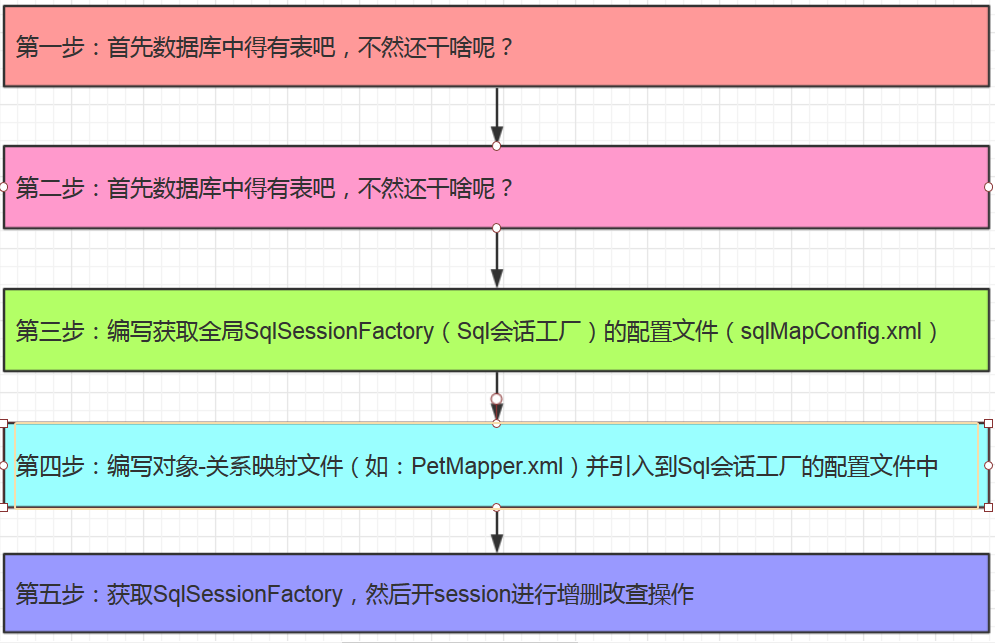 第一步：首先数据库中得有表吧，不然还干啥呢？
第二步：首先数据库中得有表吧，不然还干啥呢？
第三步：编写获取全局SqlSessionFactory（Sql会话工厂）的配置文件（sqlMapConfig.xml）
第四步：编写对象-关系映射文件（如：PetMapper.xml）并引入到Sql会话工厂的配置文件中
第五步：获取SqlSessionFactory，然后开session进行增删改查操作